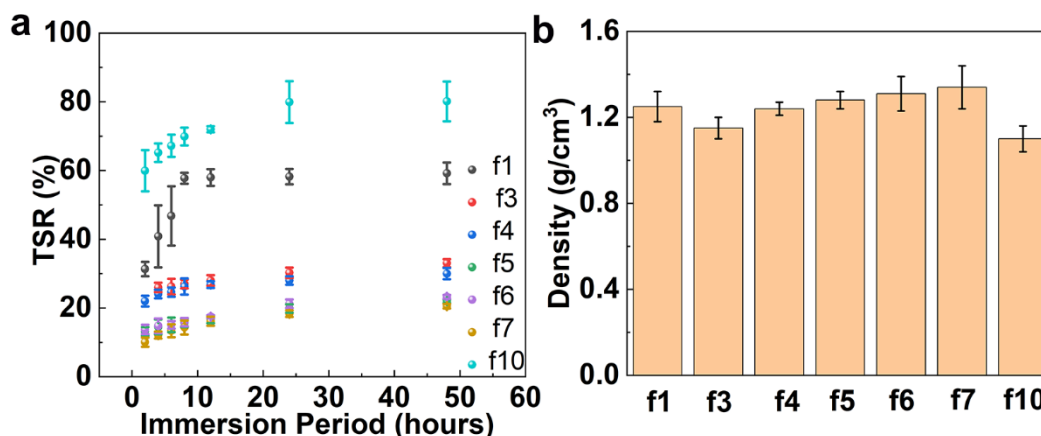 a
100
80
60
40
20
0
TSR (%)
0 10 20 30 40 50 60
Immersion Period (hours)
f1
f3
f4
f5
f6
f7
f10
b
1.6
1.2
0.8
0.4
0.0
Density (g/cm³)
f1 f3 f4 f5 f6 f7 f10